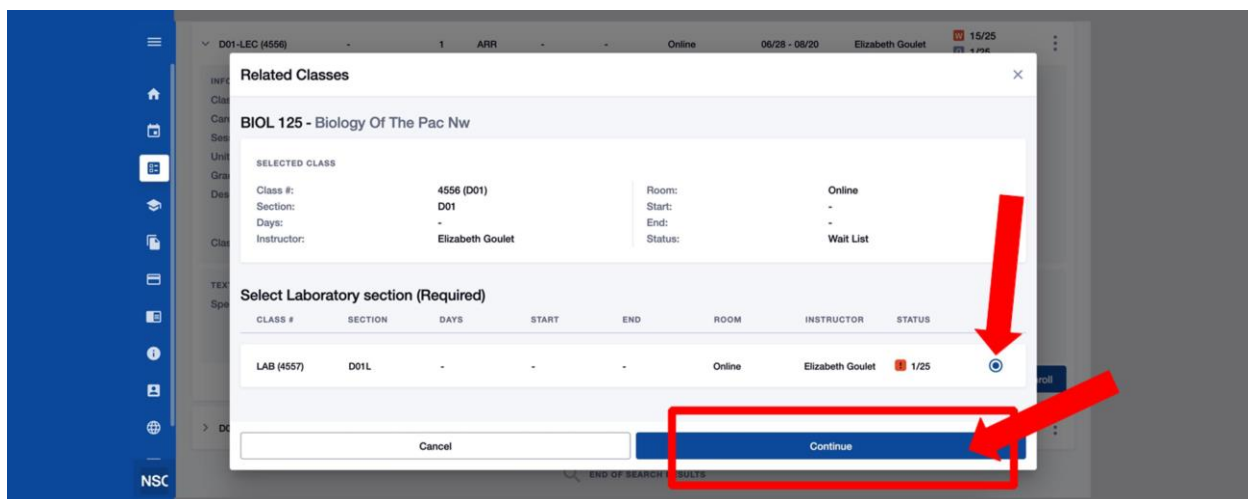 D01-LEC (4556) - 1 ARR - - Online 06/28 - 08/20 Elizabeth Goulet W 15/25
1/25
Related Classes
BIOL 125 - Biology Of The Pac Nw
SELECTED CLASS
Class #: 4556 (D01) Room: Online
Section: D01 Start: -
Days: - End: -
Instructor: Elizabeth Goulet Status: Wait List
Select Laboratory section (Required)
CLASS # SECTION DAYS START END ROOM INSTRUCTOR STATUS
LAB (4557) D01L - - - Online Elizabeth Goulet ! 1/25
Cancel Continue
END OF SEARCH RESULTS
NSC